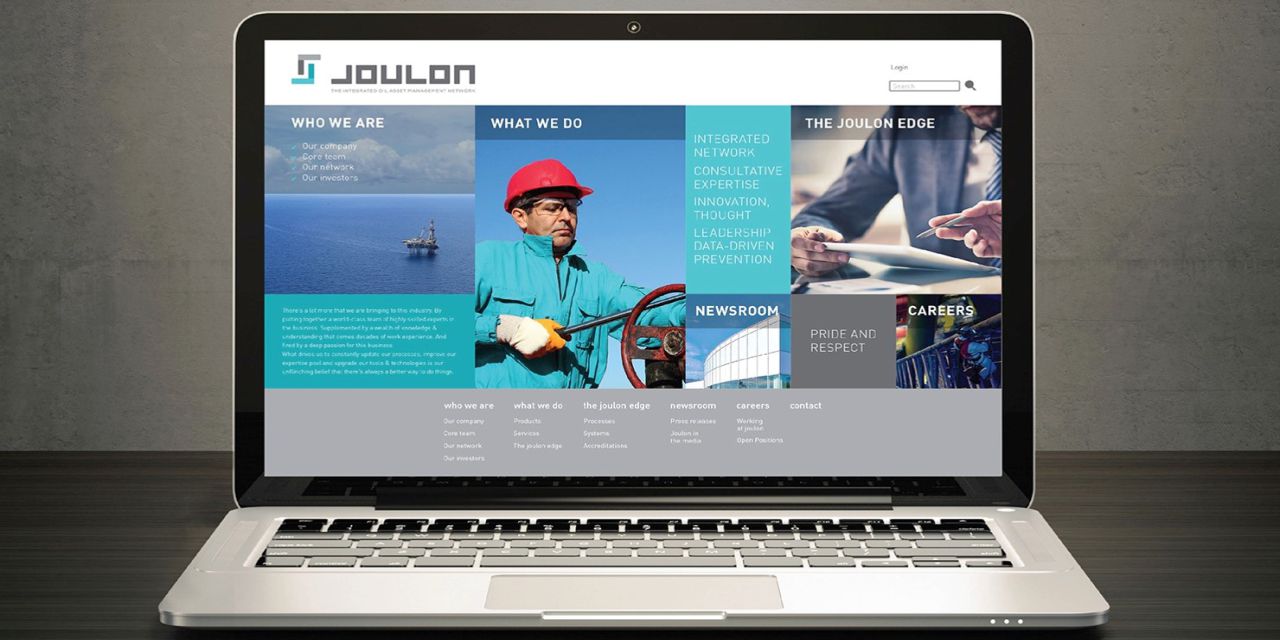 JOULON
THE INTEGRATED OIL ASSET MANAGEMENT NETWORK
Login
Search
WHO WE ARE
Our company
Core team
Our network
Our investors
There's a lot more that we are bringing to this industry. By
putting together a world-class team of highly skilled experts in
the business. Supplemented by a wealth of knowledge &
understanding that comes decades of work experience. And
fired by a deep passion for this business.
What drives us to constantly update our processes, improve our
expertise pool and upgrade our tools & technologies is our
unflinching belief that there's always a better way to do things.
WHAT WE DO
INTEGRATED
NETWORK
CONSULTATIVE
EXPERTISE
INNOVATION,
THOUGHT
LEADERSHIP
DATA-DRIVEN
PREVENTION
THE JOULON EDGE
NEWSROOM
PRIDE AND
RESPECT
CAREERS
who we are
Our company
Core team
Our network
Our investors
what we do
Products
Services
The joulon edge
the joulon edge
Processes
Systems
Accreditations
newsroom
Press releases
Joulon in
the media
careers
Working
at joulon
Open Positions
contact